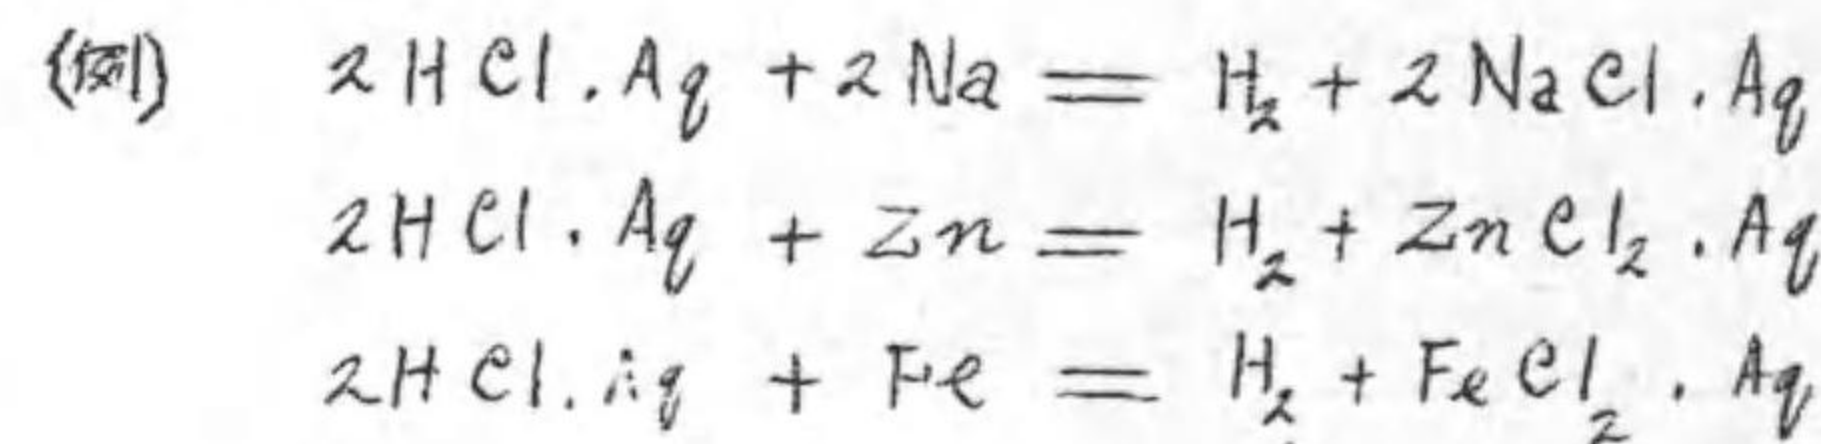 (例) 2HCl.Aq + 2Na = H₂ + 2NaCl.Aq
2HCl.Aq + Zn = H₂ + ZnCl₂.Aq
2HCl.Aq + Fe = H₂ + FeCl₂.Aq